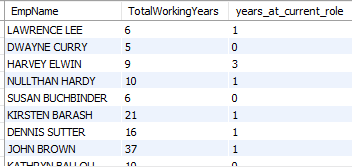 EmpName TotalWorkingYears years_at_current_role
LAWRENCE LEE 6 1
DWAYNE CURRY 5 0
HARVEY ELWIN 9 3
NULLTHAN HARDY 10 1
SUSAN BUCHBINDER 6 0
KIRSTEN BARASH 21 1
DENNIS SUTTER 16 1
JOHN BROWN 37 1
KATHRYN BALLOU 10 0